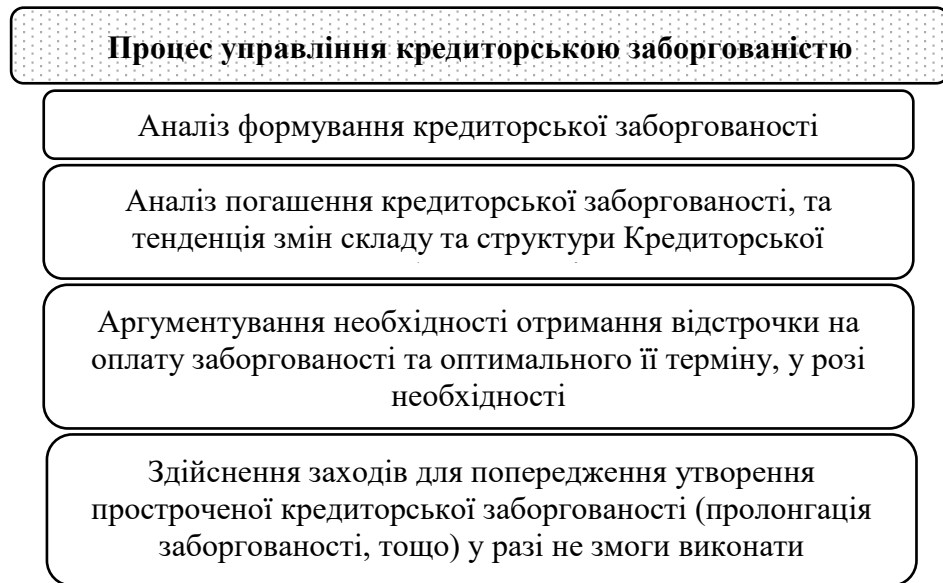 Процес управління кредиторською заборгованістю
Аналіз формування кредиторської заборгованості
Аналіз погашення кредиторської заборгованості, та
тенденція змін складу та структури Кредиторської
Аргументування необхідності отримання відстрочки на
оплату заборгованості та оптимального її терміну, у розі
необхідності
Здійснення заходів для попередження утворення
простроченої кредиторської заборгованості (пролонгація
заборгованості, тощо) у разі не змоги виконати